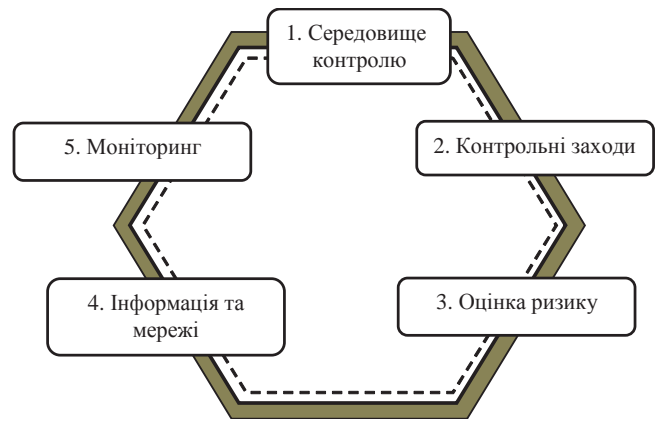 1. Середовище
контролю
2. Контрольні заходи
3. Оцінка ризику
4. Інформація та
мережі
5. Моніторинг